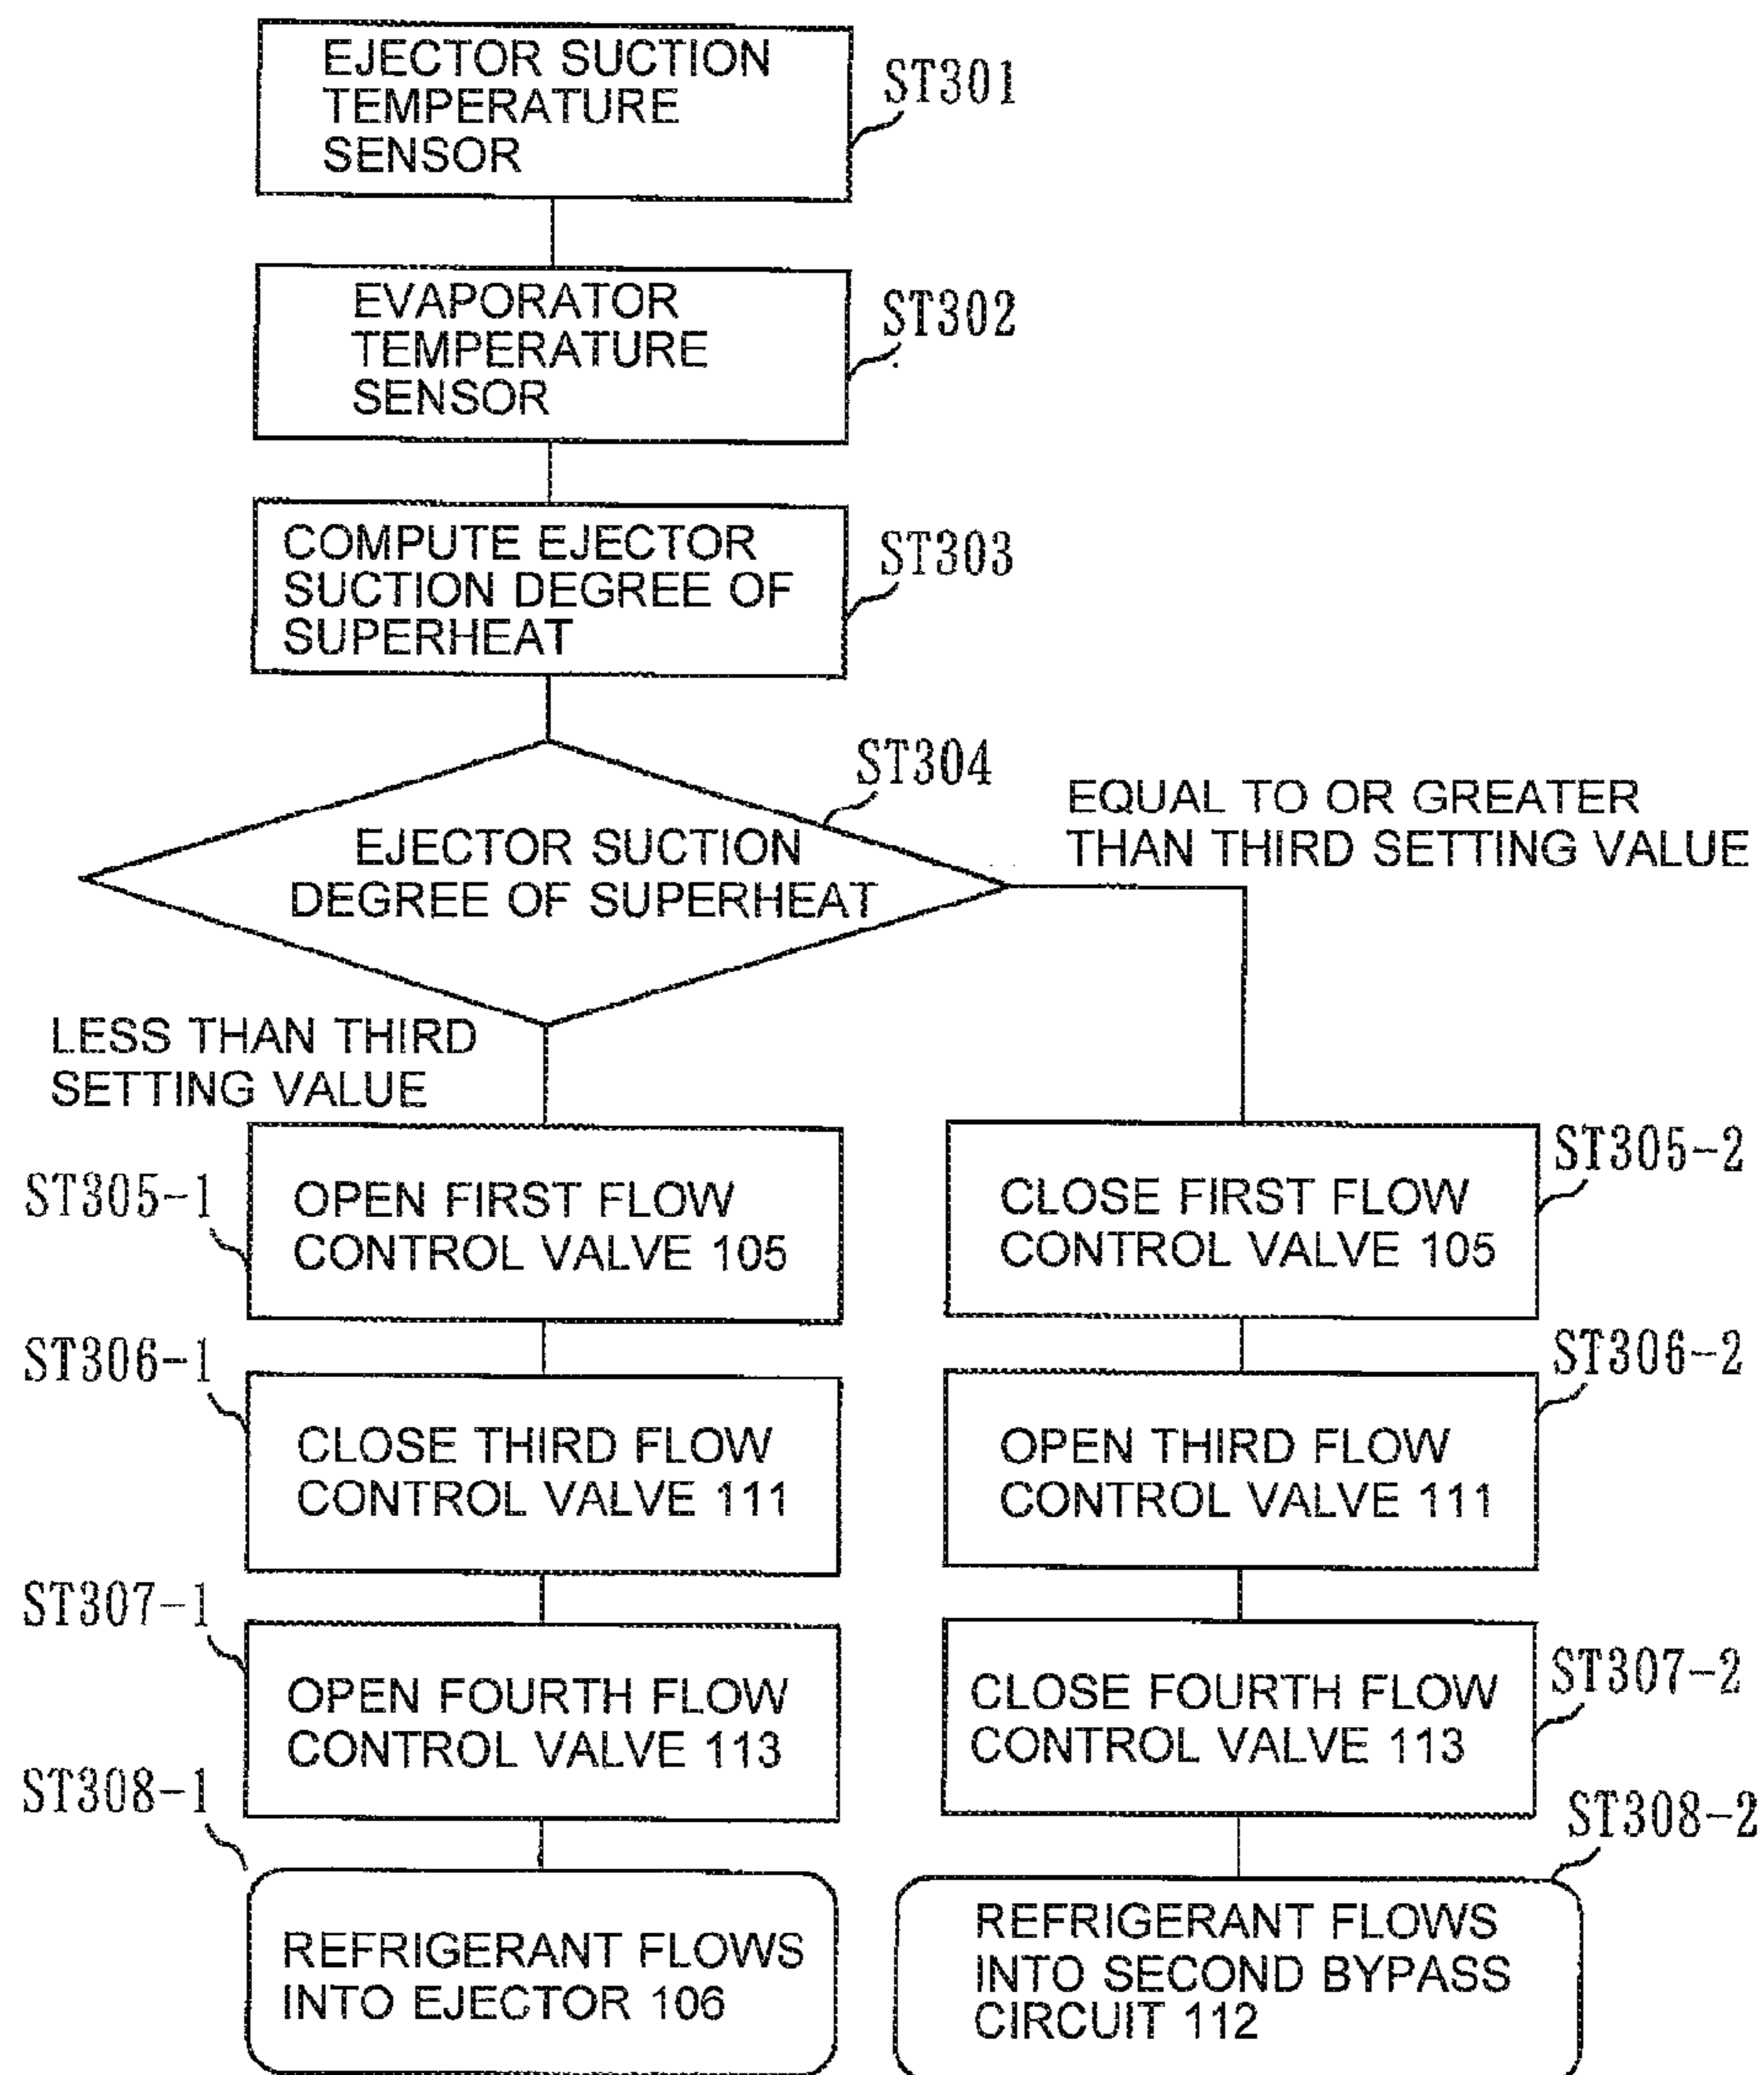 EJECTOR SUCTION
TEMPERATURE
SENSOR
ST301
EVAPORATOR
TEMPERATURE
SENSOR
ST302
COMPUTE EJECTOR
SUCTION DEGREE OF
SUPERHEAT
ST303
ST304
EJECTOR SUCTION
DEGREE OF SUPERHEAT
EQUAL TO OR GREATER
THAN THIRD SETTING VALUE
LESS THAN THIRD
SETTING VALUE
ST305-1
OPEN FIRST FLOW
CONTROL VALVE 105
CLOSE FIRST FLOW
CONTROL VALVE 105
ST305-2
ST306-1
CLOSE THIRD FLOW
CONTROL VALVE 111
OPEN THIRD FLOW
CONTROL VALVE 111
ST306-2
ST307-1
OPEN FOURTH FLOW
CONTROL VALVE 113
CLOSE FOURTH FLOW
CONTROL VALVE 113
ST307-2
ST308-1
REFRIGERANT FLOWS
INTO EJECTOR 106
REFRIGERANT FLOWS
INTO SECOND BYPASS
CIRCUIT 112
ST308-2